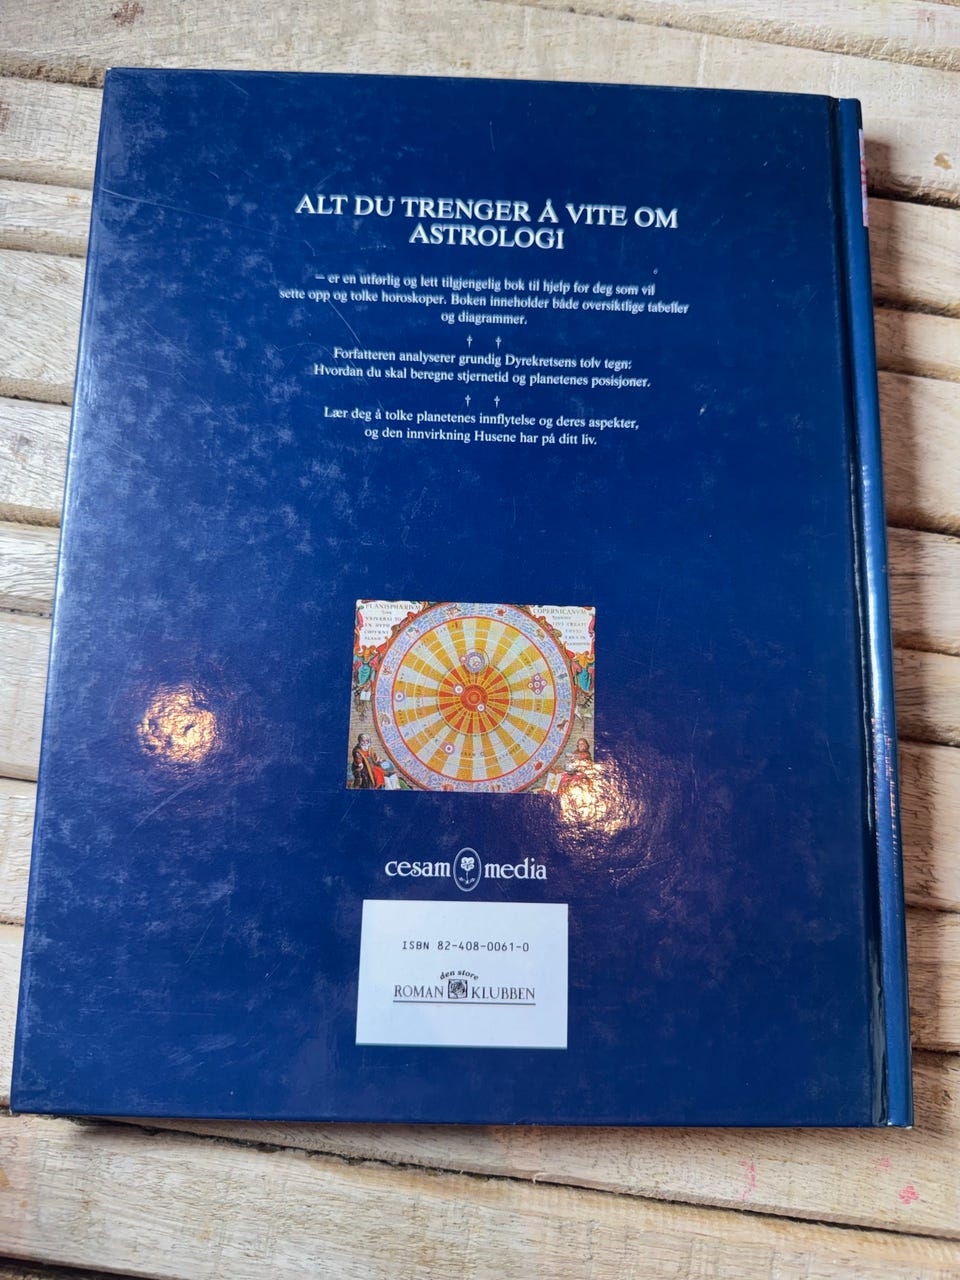 ALT DU TRENGER Å VITE OM
ASTROLOGI
– er en utførlig og lett tilgjengelig bok til hjelp for deg som vil
sette opp og tolke horoskoper. Boken inneholder både oversiktlige tabeller
og diagrammer.
Forfatteren analyserer grundig Dyrekretsens tolv tegn:
Hvordan du skal beregne stjernetid og planetenes posisjoner.
Lær deg å tolke planetenes innflytelse og deres aspekter,
og den innvirkning Husene har på ditt liv.
PLANISPHÆRIVM
COPERNICANVM
cesam media
ISBN 82-408-0061-0
den store
ROMAN KLUBBEN